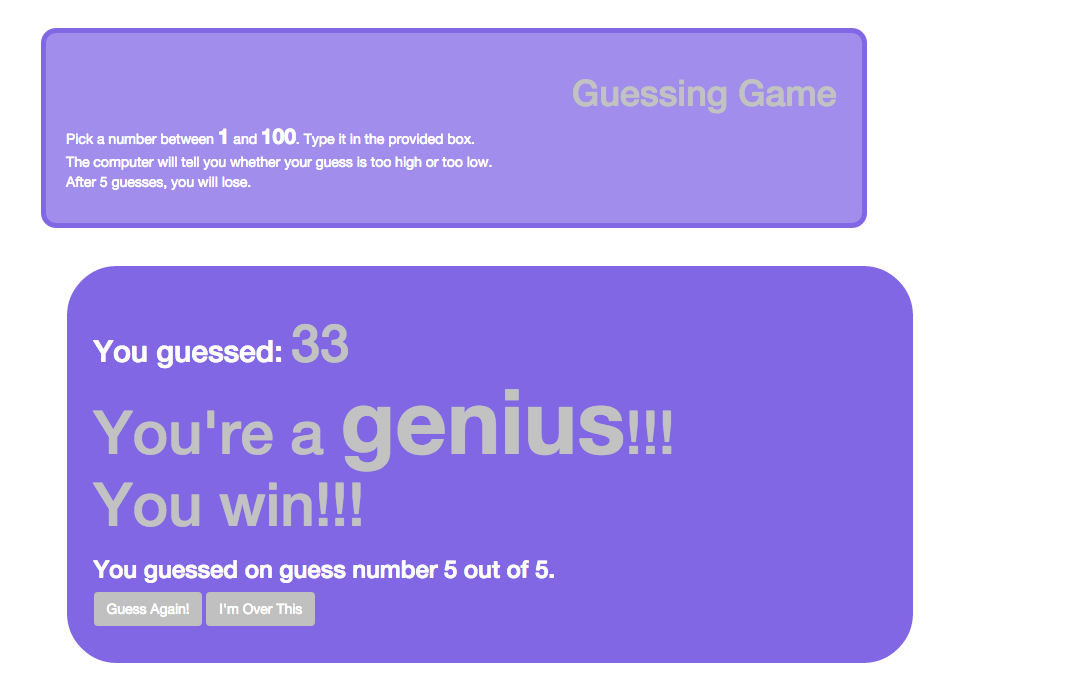 Guessing Game
Pick a number between 1 and 100. Type it in the provided box.
The computer will tell you whether your guess is too high or too low.
After 5 guesses, you will lose.
You guessed: 33
You're a genius!!!
You win!!!
You guessed on guess number 5 out of 5.
Guess Again! I'm Over This